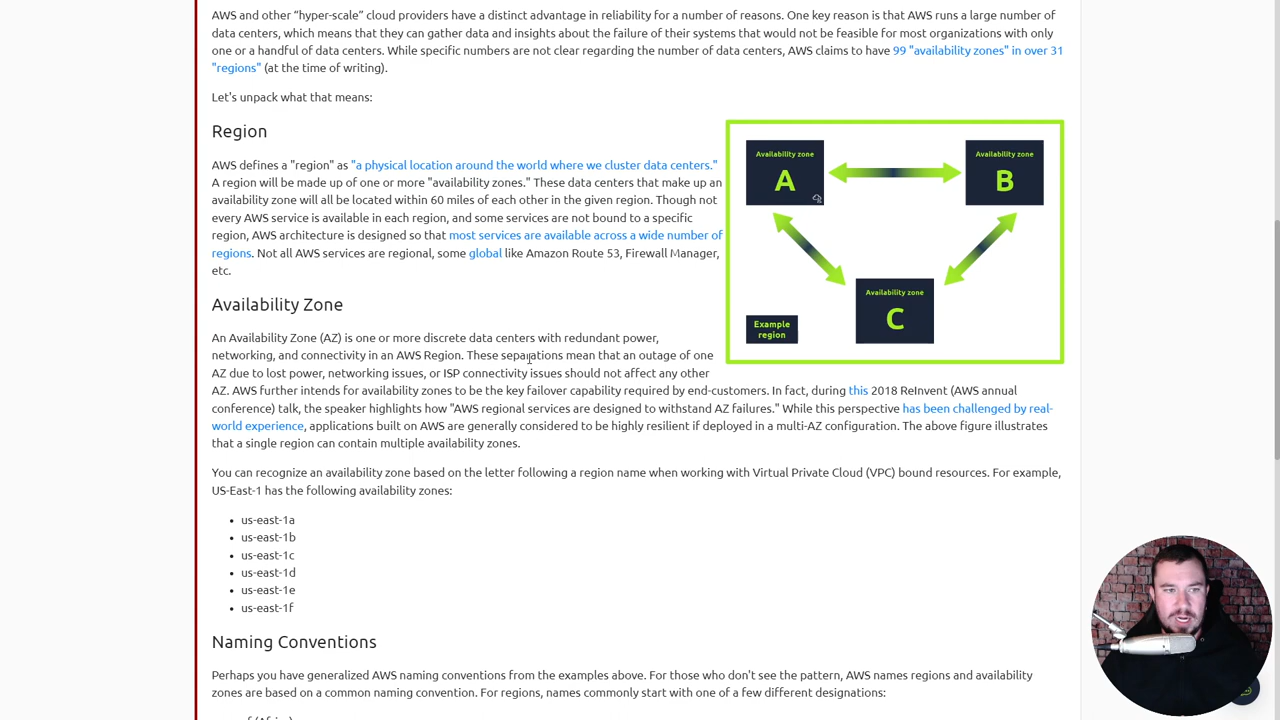 AWS and other “hyper-scale” cloud providers have a distinct advantage in reliability for a number of reasons. One key reason is that AWS runs a large number of
data centers, which means that they can gather data and insights about the failure of their systems that would not be feasible for most organizations with only
one or a handful of data centers. While specific numbers are not clear regarding the number of data centers, AWS claims to have 99 "availability zones" in over 31
"regions" (at the time of writing).
Let's unpack what that means:
Region
AWS defines a "region" as "a physical location around the world where we cluster data centers."
A region will be made up of one or more "availability zones." These data centers that make up an
availability zone will all be located within 60 miles of each other in the given region. Though not
every AWS service is available in each region, and some services are not bound to a specific
region, AWS architecture is designed so that most services are available across a wide number of
regions. Not all AWS services are regional, some global like Amazon Route 53, Firewall Manager,
etc.
Availability zone
A
Availability zone
B
Availability zone
C
Example
region
Availability Zone
An Availability Zone (AZ) is one or more discrete data centers with redundant power,
networking, and connectivity in an AWS Region. These separations mean that an outage of one
AZ due to lost power, networking issues, or ISP connectivity issues should not affect any other
AZ. AWS further intends for availability zones to be the key failover capability required by end-customers. In fact, during this 2018 ReInvent (AWS annual
conference) talk, the speaker highlights how "AWS regional services are designed to withstand AZ failures." While this perspective has been challenged by real-
world experience, applications built on AWS are generally considered to be highly resilient if deployed in a multi-AZ configuration. The above figure illustrates
that a single region can contain multiple availability zones.
You can recognize an availability zone based on the letter following a region name when working with Virtual Private Cloud (VPC) bound resources. For example,
US-East-1 has the following availability zones:
• us-east-1a
• us-east-1b
• us-east-1c
• us-east-1d
• us-east-1e
• us-east-1f
Naming Conventions
Perhaps you have generalized AWS naming conventions from the examples above. For those who don't see the pattern, AWS names regions and availability
zones are based on a common naming convention. For regions, names commonly start with one of a few different designations: